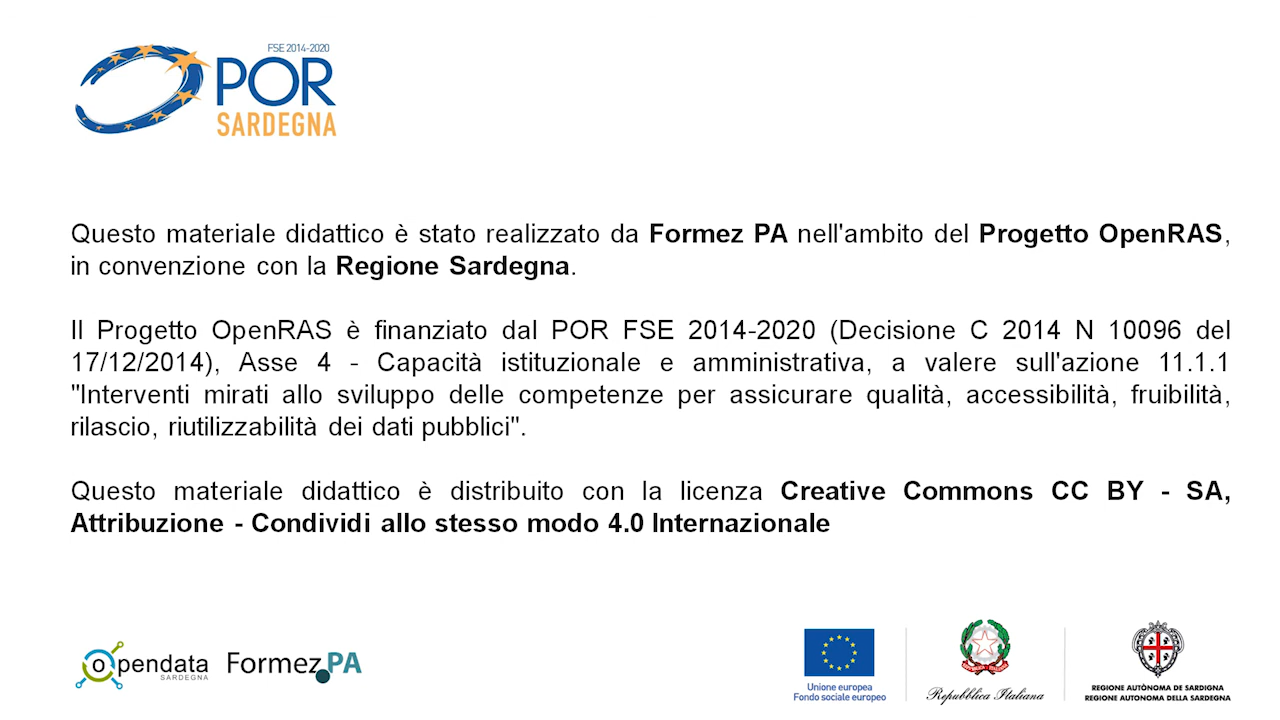 FSE 2014-2020
POR
SARDEGNA
Questo materiale didattico è stato realizzato da Formez PA nell'ambito del Progetto OpenRAS,
in convenzione con la Regione Sardegna.
Il Progetto OpenRAS è finanziato dal POR FSE 2014-2020 (Decisione C 2014 N 10096 del
17/12/2014), Asse 4 - Capacità istituzionale e amministrativa, a valere sull'azione 11.1.1
"Interventi mirati allo sviluppo delle competenze per assicurare qualità, accessibilità, fruibilità,
rilascio, riutilizzabilità dei dati pubblici".
Questo materiale didattico è distribuito con la licenza Creative Commons CC BY - SA,
Attribuzione - Condividi allo stesso modo 4.0 Internazionale
opendata
SARDEGNA
Formez PA
Unione europea
Fondo sociale europeo
Repubblica Italiana
REGIONE AUTÒNOMA DE SARDIGNA
REGIONE AUTONOMA DELLA SARDEGNA